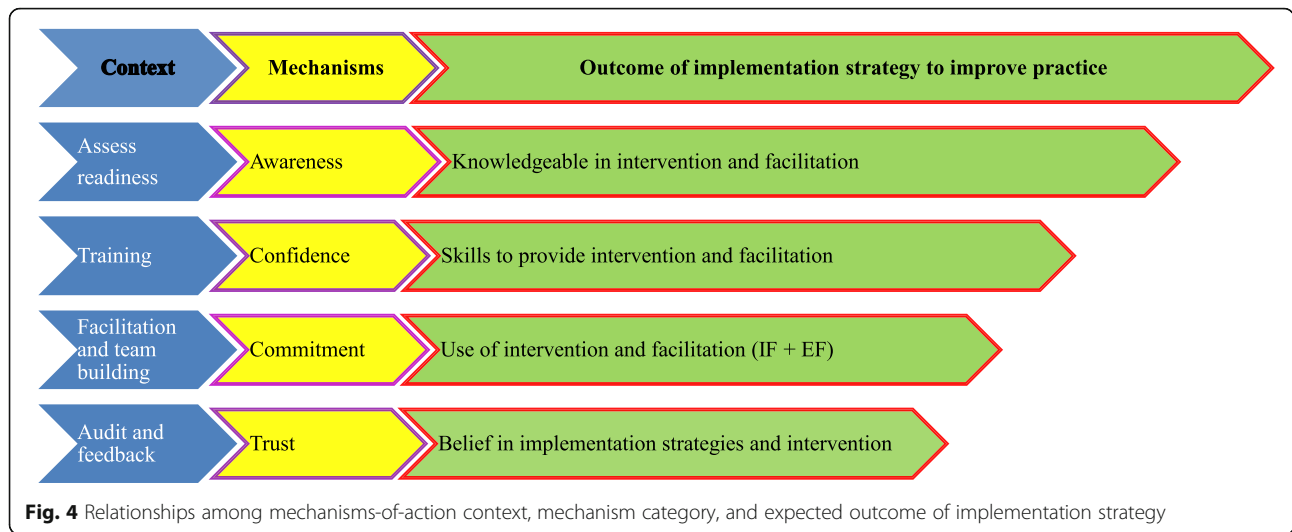 Context Mechanisms Outcome of implementation strategy to improve practice
Assess
readiness
Awareness
Knowledgeable in intervention and facilitation
Training
Confidence
Skills to provide intervention and facilitation
Facilitation
and team
building
Commitment
Use of intervention and facilitation (IF + EF)
Audit and
feedback
Trust
Belief in implementation strategies and intervention
Fig. 4 Relationships among mechanisms-of-action context, mechanism category, and expected outcome of implementation strategy